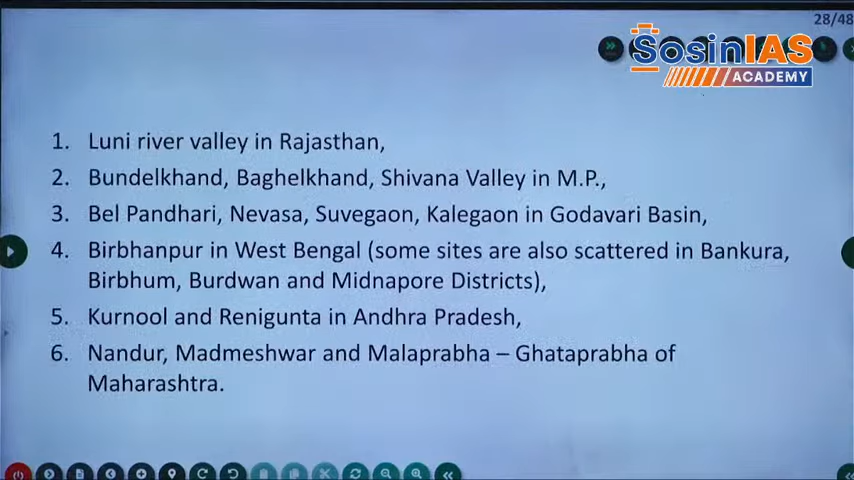 28/48
SosinIAS
ACADEMY
1. Luni river valley in Rajasthan,
2. Bundelkhand, Baghelkhand, Shivana Valley in M.P.,
3. Bel Pandhari, Nevasa, Suvegaon, Kalegaon in Godavari Basin,
4. Birbhanpur in West Bengal (some sites are also scattered in Bankura,
Birbhum, Burdwan and Midnapore Districts),
5. Kurnool and Renigunta in Andhra Pradesh,
6. Nandur, Madmeshwar and Malaprabha – Ghataprabha of
Maharashtra.